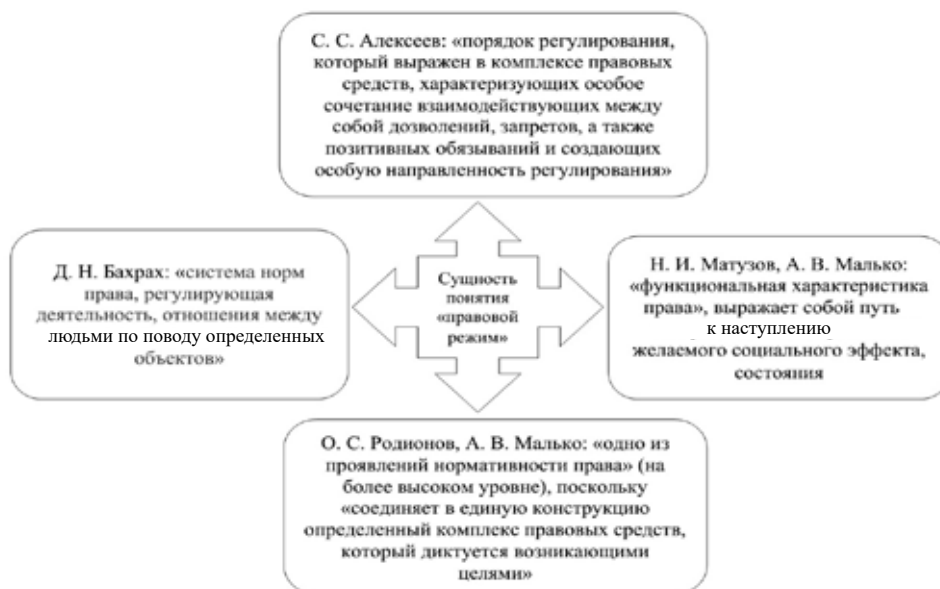 С. С. Алексеев: «порядок регулирования,
который выражен в комплексе правовых
средств, характеризующих особое
сочетание взаимодействующих между
собой дозволений, запретов, а также
позитивных обязываний и создающих
особую направленность регулирования»
Д. Н. Бахрах: «система норм
права, регулирующая
деятельность, отношения между
людьми по поводу определенных
объектов»
Сущность
понятия
«правовой
режим»
Н. И. Матузов, А. В. Малько:
«функциональная характеристика
права», выражает собой путь
к наступлению
желаемого социального эффекта,
состояния
О. С. Родионов, А. В. Малько: «одно из
проявлений нормативности права» (на
более высоком уровне), поскольку
«соединяет в единую конструкцию
определенный комплекс правовых средств,
который диктуется возникающими
целями»